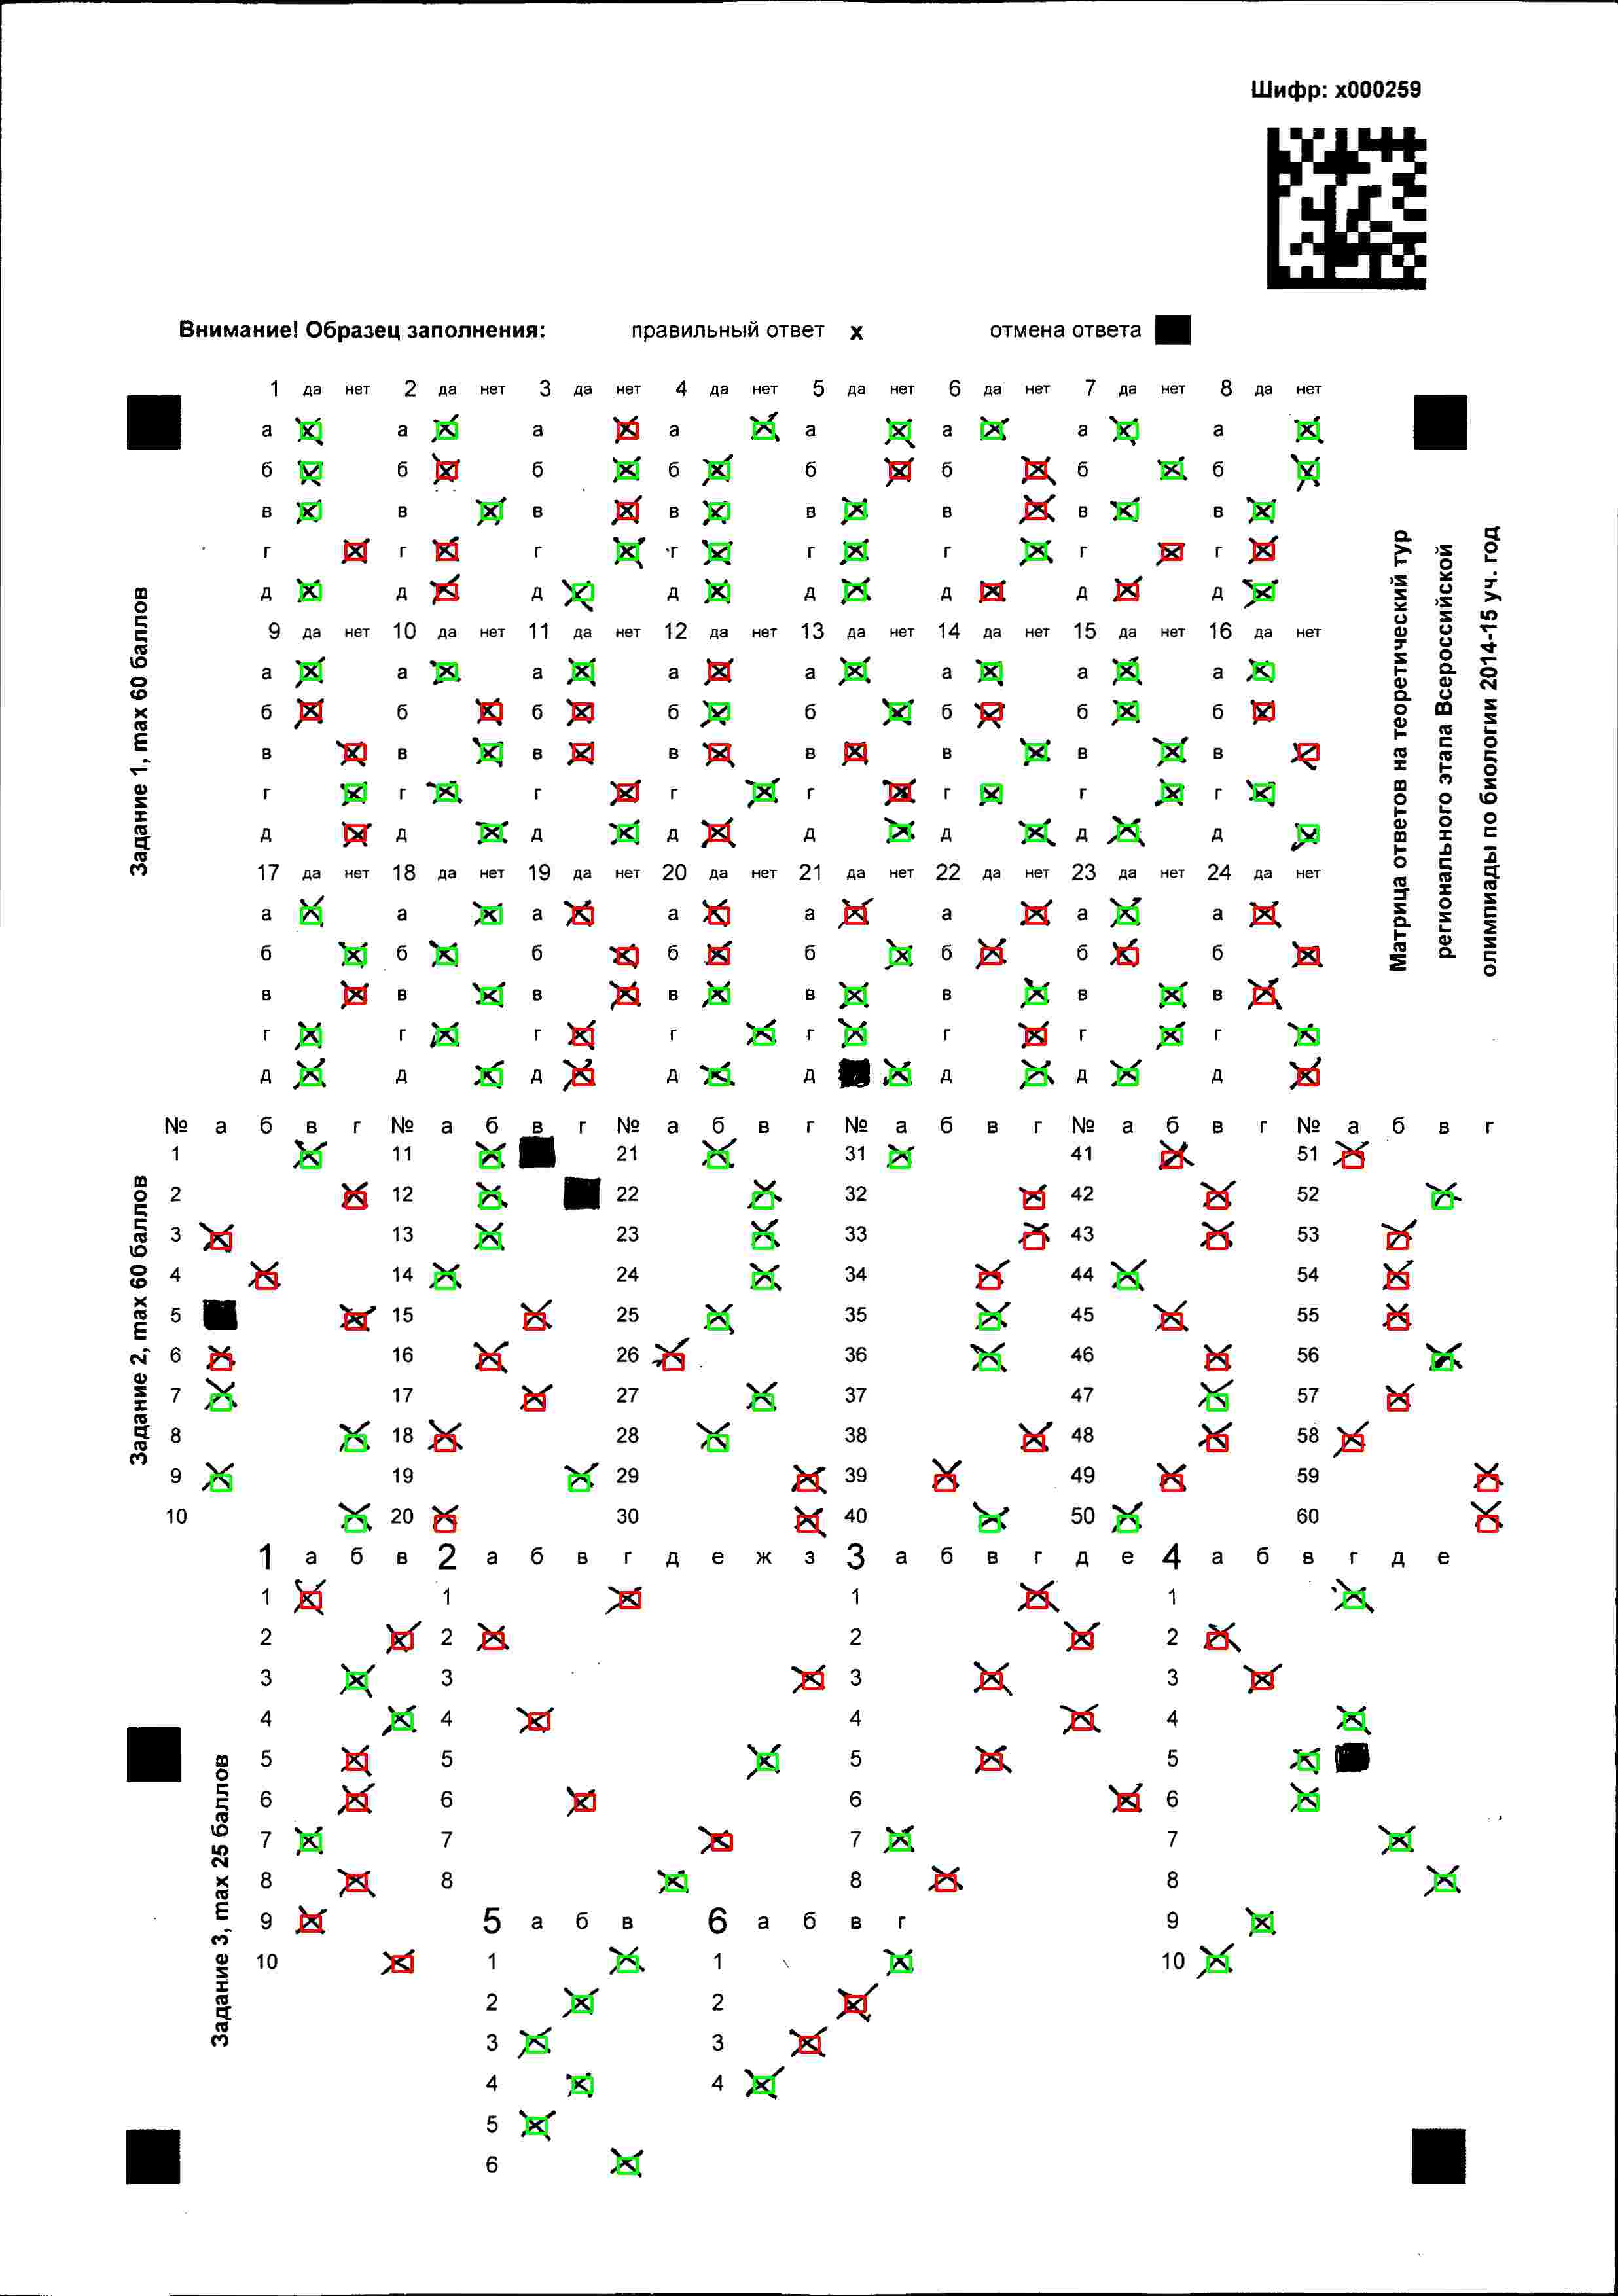 Шифр: x000259
Внимание! Образец заполнения: правильный ответ х отмена ответа
1 да нет 2 да нет 3 да нет 4 да нет 5 да нет 6 да нет 7 да нет 8 да нет
а а а а а а а а
б б б б б б б б
в в в в в в в в
г г г г г г г г
д д д д д д д д
9 да нет 10 да нет 11 да нет 12 да нет 13 да нет 14 да нет 15 да нет 16 да нет
а а а а а а а а
б б б б б б б б
в в в в в в в в
г г г г г г г г
д д д д д д д д
17 да нет 18 да нет 19 да нет 20 да нет 21 да нет 22 да нет 23 да нет 24 да нет
а а а а а а а а
б б б б б б б б
в в в в в в в в
г г г г г г г г
д д д д д д д д
Задание 1, max 60 баллов
Матрица ответов на теоретический тур
регионального этапа Всероссийской
олимпиады по биологии 2014-15 уч. год
№ а б в г № а б в г № а б в г № а б в г № а б в г № а б в г
1 11 21 31 41 51
2 12 22 32 42 52
3 13 23 33 43 53
4 14 24 34 44 54
5 15 25 35 45 55
6 16 26 36 46 56
7 17 27 37 47 57
8 18 28 38 48 58
9 19 29 39 49 59
10 20 30 40 50 60
Задание 2, max 60 баллов
1 а б в 2 а б в г д е ж з 3 а б в г д е 4 а б в г д е
1 1 1 1
2 2 2 2
3 3 3 3
4 4 4 4
5 5 5 5
6 6 6 6
7 7 7 7
8 8 8 8
9 5 а б в 6 а б в г 9
10 1 1 10
2 2
3 3
4 4
5
6
Задание 3, max 25 баллов